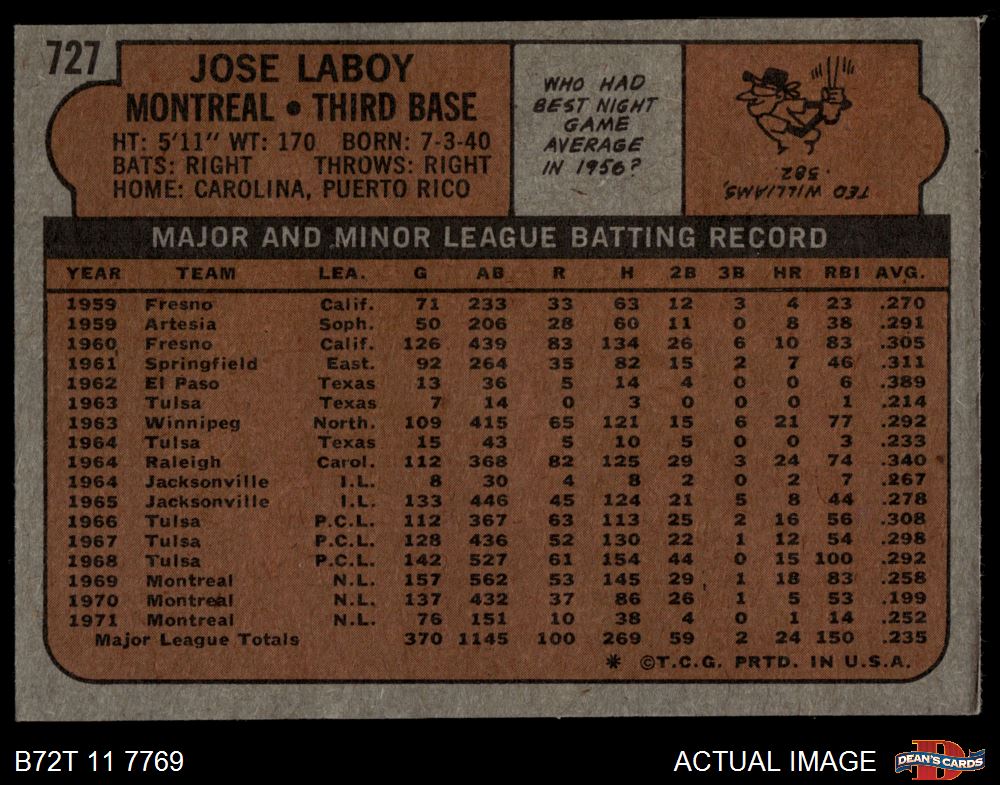 727
JOSE LABOY
MONTREAL • THIRD BASE
HT: 5'11" WT: 170 BORN: 7-3-40
BATS: RIGHT THROWS: RIGHT
HOME: CAROLINA, PUERTO RICO
WHO HAD
BEST NIGHT
GAME
AVERAGE
IN 1956?
TED WILLIAMS,
.382
MAJOR AND MINOR LEAGUE BATTING RECORD
YEAR TEAM LEA. G AB R H 2B 3B HR RBI AVG.
1959 Fresno Calif. 71 233 33 63 12 3 4 23 .270
1959 Artesia Soph. 50 206 28 60 11 0 8 38 .291
1960 Fresno Calif. 126 439 83 134 26 6 10 83 .305
1961 Springfield East. 92 264 35 82 15 2 7 46 .311
1962 El Paso Texas 13 36 5 14 4 0 0 6 .389
1963 Tulsa Texas 7 14 0 3 0 0 0 1 .214
1963 Winnipeg North. 109 415 65 121 15 6 21 77 .292
1964 Tulsa Texas 15 43 5 10 5 0 0 3 .233
1964 Raleigh Carol. 112 368 82 125 29 3 24 74 .340
1964 Jacksonville I.L. 8 30 4 8 2 0 2 7 .267
1965 Jacksonville I.L. 133 446 45 124 21 5 8 44 .278
1966 Tulsa P.C.L. 112 367 63 113 25 2 16 56 .308
1967 Tulsa P.C.L. 128 436 52 130 22 1 12 54 .298
1968 Tulsa P.C.L. 142 527 61 154 44 0 15 100 .292
1969 Montreal N.L. 157 562 53 145 29 1 18 83 .258
1970 Montreal N.L. 137 432 37 86 26 1 5 53 .199
1971 Montreal N.L. 76 151 10 38 4 0 1 14 .252
Major League Totals 370 1145 100 269 59 2 24 150 .235
* ©T.C.G. PRTD. IN U.S.A.
B72T 11 7769
ACTUAL IMAGE
DEAN'S CARDS